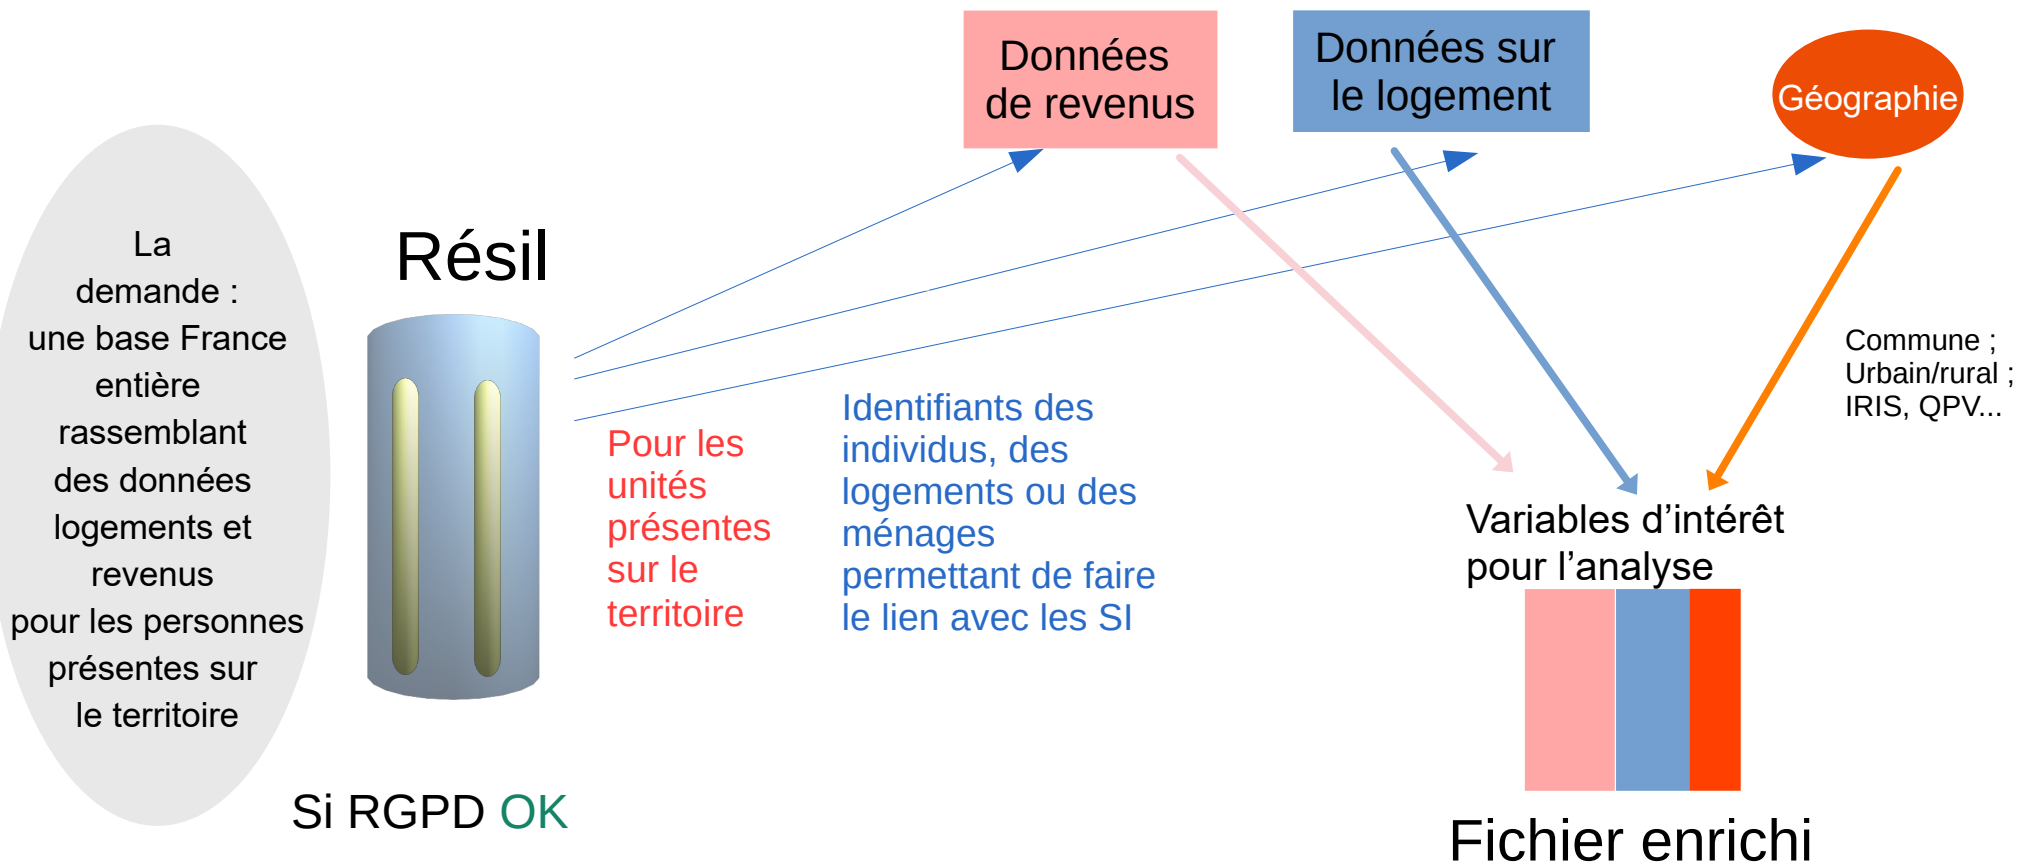 La
demande :
une base France
entière
rassemblant
des données
logements et
revenus
pour les personnes
présentes sur
le territoire
Résil
Si RGPD OK
Pour les
unités
présentes
sur le
territoire
Identifiants des
individus, des
logements ou des
ménages
permettant de faire
le lien avec les SI
Données
de revenus
Données sur
le logement
Géographie
Commune ;
Urbain/rural ;
IRIS, QPV...
Variables d’intérêt
pour l’analyse
Fichier enrichi